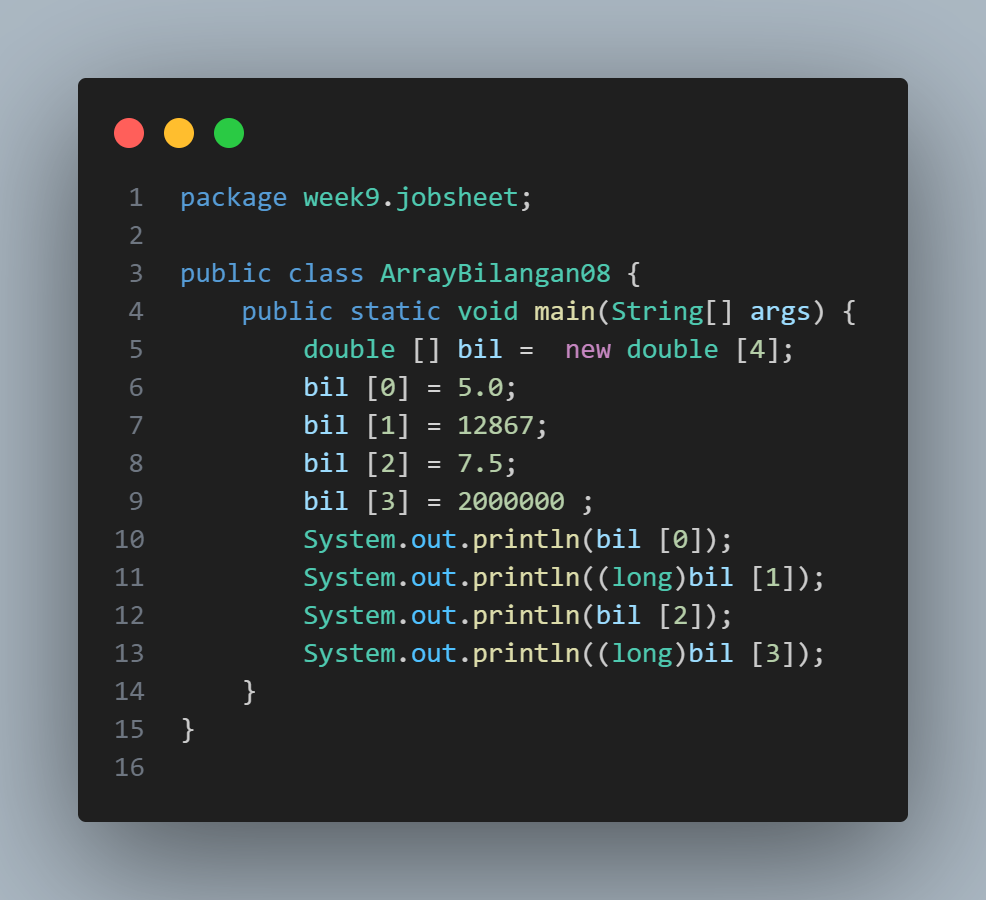 1 package week9.jobsheet;
2
3 public class ArrayBilangan08 {
4     public static void main(String[] args) {
5         double [] bil =  new double [4];
6         bil [0] = 5.0;
7         bil [1] = 12867;
8         bil [2] = 7.5;
9         bil [3] = 2000000 ;
10         System.out.println(bil [0]);
11         System.out.println((long)bil [1]);
12         System.out.println(bil [2]);
13         System.out.println((long)bil [3]);
14     }
15 }
16